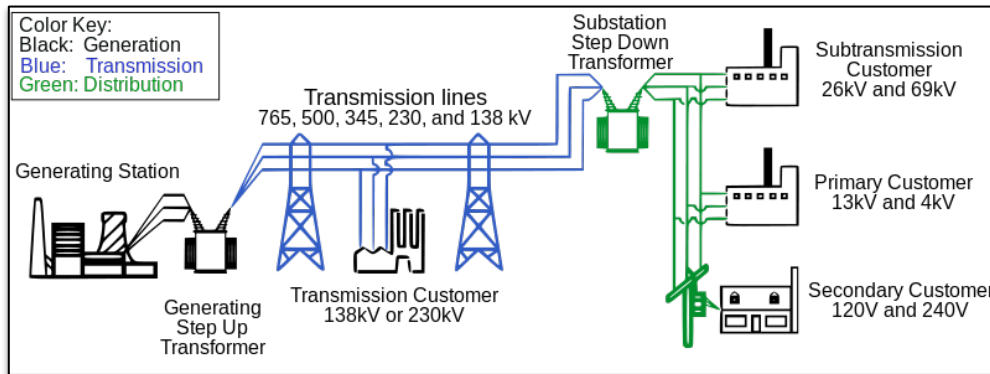 Color Key:
Black: Generation
Blue: Transmission
Green: Distribution
Substation
Step Down
Transformer
Subtransmission
Customer
26kV and 69kV
Transmission lines
765, 500, 345, 230, and 138 kV
Generating Station
Primary Customer
13kV and 4kV
Transmission Customer
138kV or 230kV
Generating
Step Up
Transformer
Secondary Customer
120V and 240V